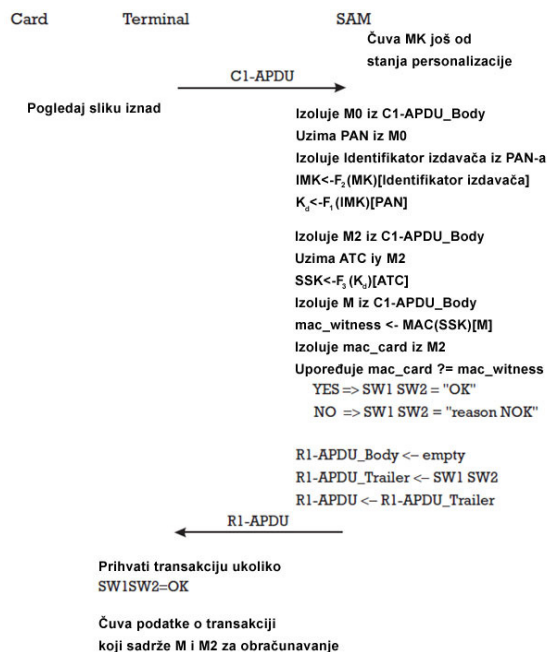 Card Terminal SAM
Čuva MK još od
stanja personalizacije
C1-APDU
Pogledaj sliku iznad
Izoluje M0 iz C1-APDU_Body
Uzima PAN iz M0
Izoluje Identifikator izdavača iz PAN-a
IMK<-F₂(MK)[Identifikator izdavača]
K_d<-F₁(IMK)[PAN]
Izoluje M2 iz C1-APDU_Body
Uzima ATC iy M2
SSK<-F₃(K_d)[ATC]
Izoluje M iz C1-APDU_Body
mac_witness <- MAC(SSK)[M]
Izoluje mac_card iz M2
Upoređuje mac_card ?= mac_witness
YES => SW1 SW2 = "OK"
NO => SW1 SW2 = "reason NOK"
R1-APDU_Body <– empty
R1-APDU_Trailer <– SW1 SW2
R1-APDU <– R1-APDU_Trailer
R1-APDU
Prihvati transakciju ukoliko
SW1SW2=OK
Čuva podatke o transakciji
koji sadrže M i M2 za obračunavanje